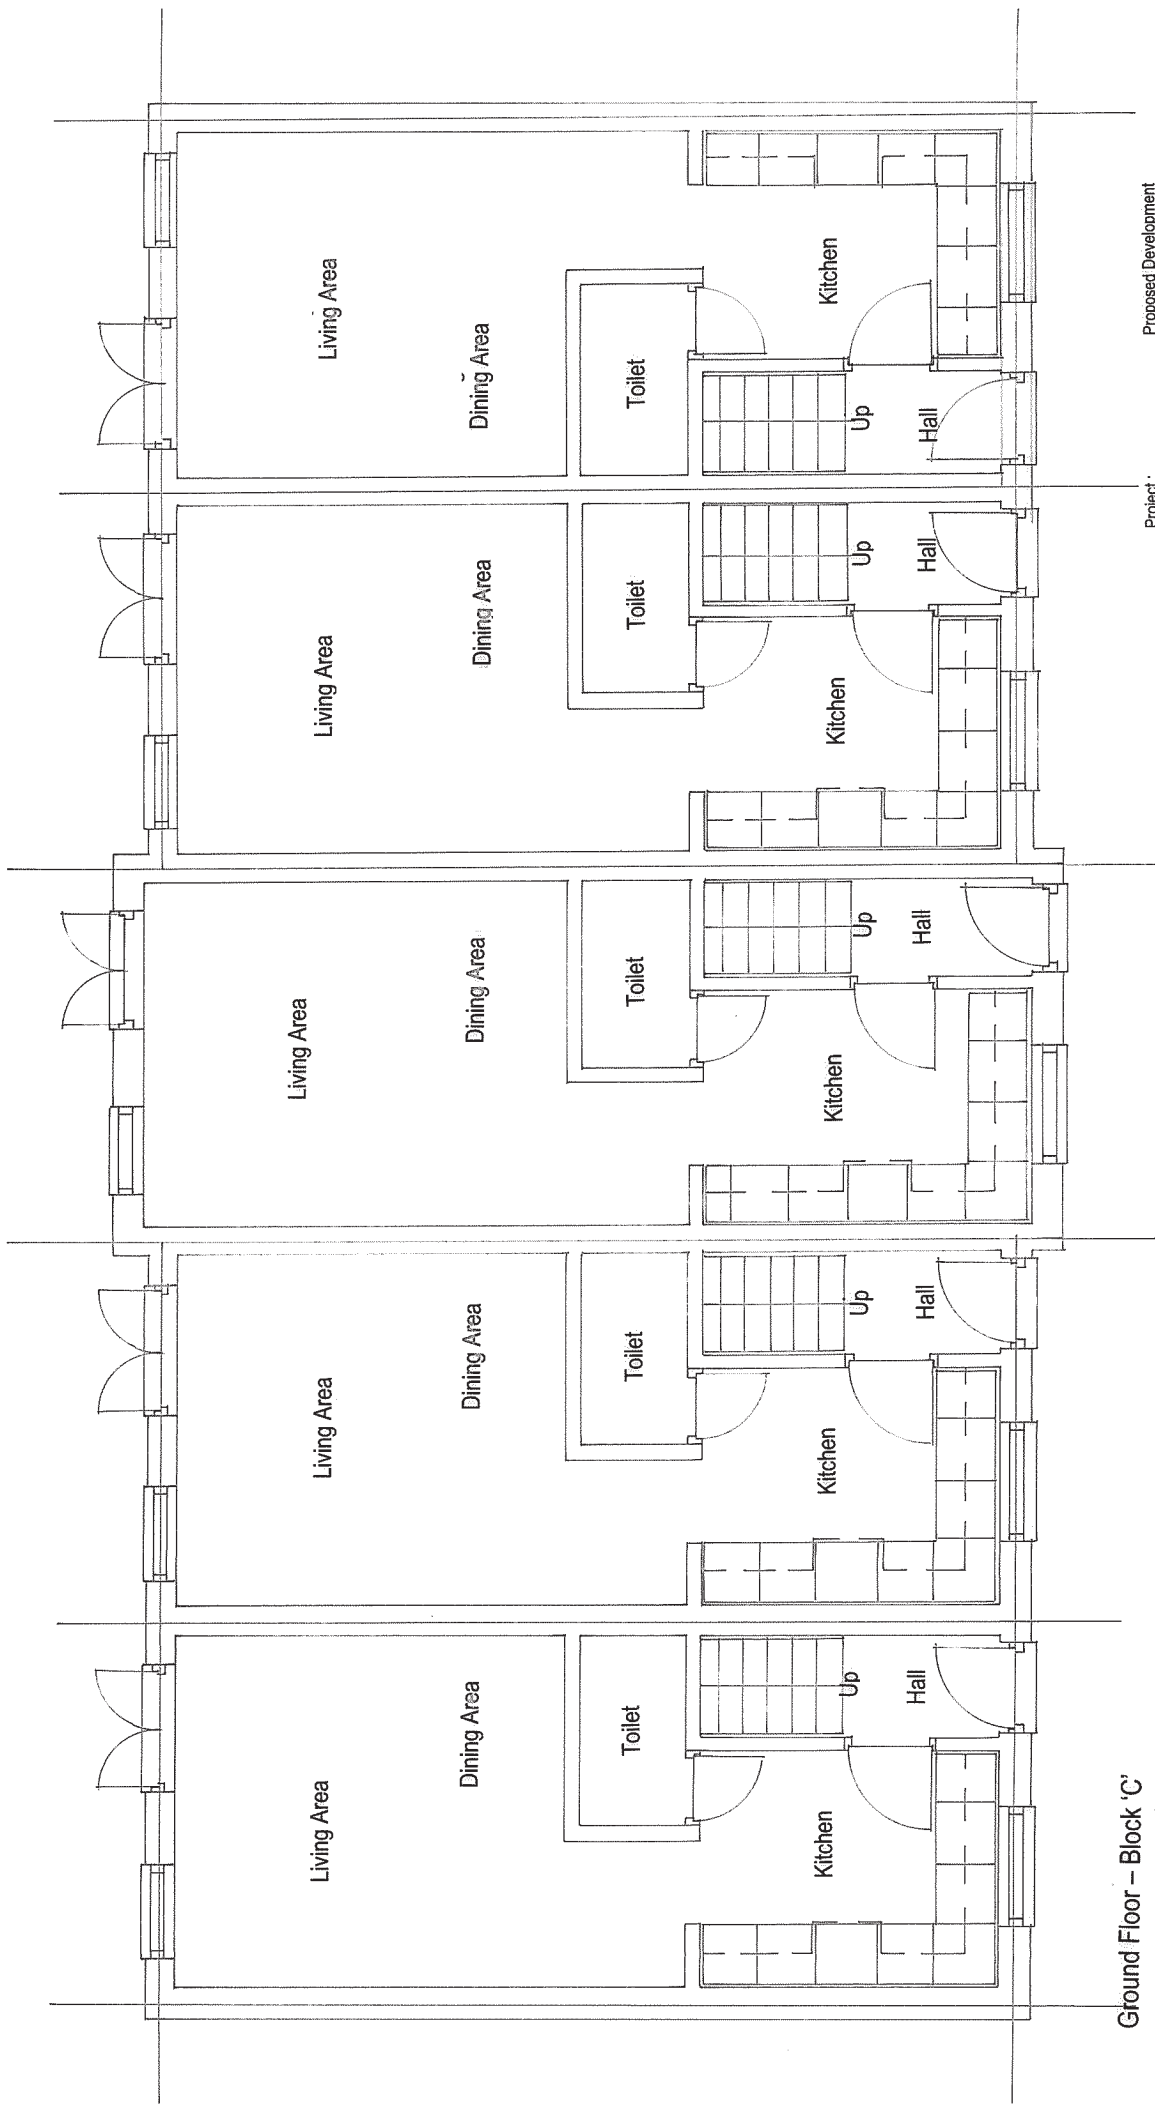 Living Area
Dining Area
Toilet
Kitchen
Up
Hall
Living Area
Dining Area
Toilet
Kitchen
Up
Hall
Living Area
Dining Area
Toilet
Kitchen
Up
Hall
Living Area
Dining Area
Toilet
Kitchen
Up
Hall
Living Area
Dining Area
Toilet
Kitchen
Up
Hall
Ground Floor – Block ‘C’
Project :
Proposed Development